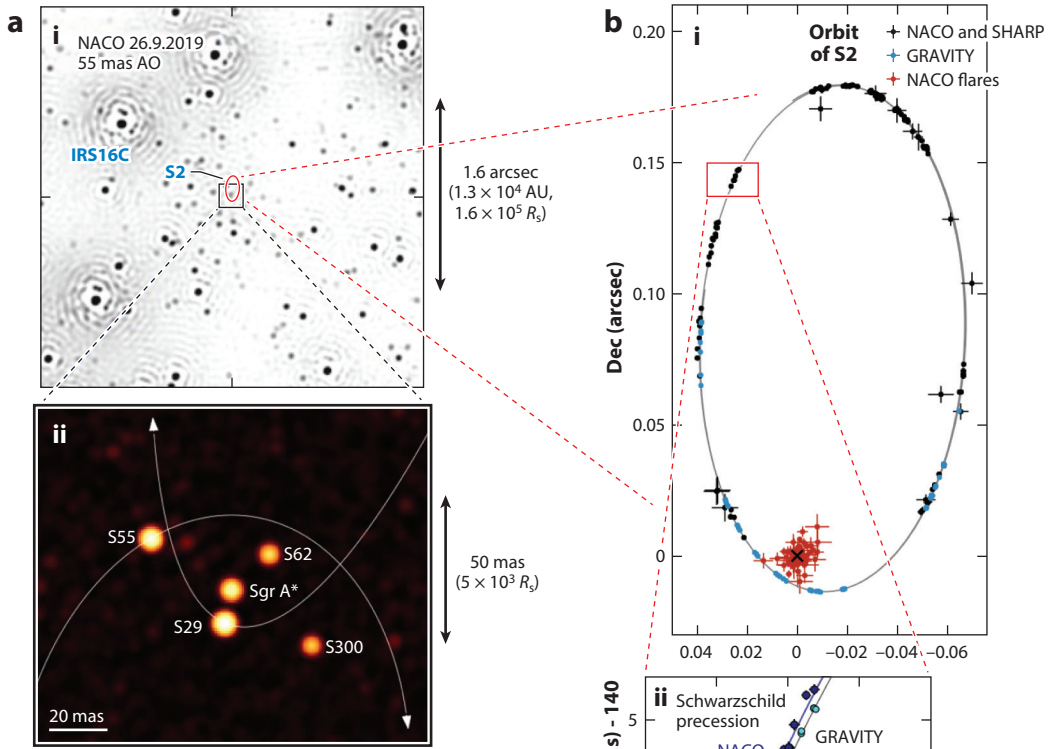 a
i
NACO 26.9.2019
55 mas AO
IRS16C
S2
1.6 arcsec
(1.3 × 10⁴ AU,
1.6 × 10⁵ Rₛ)
ii
S55
S62
Sgr A*
S29
S300
20 mas
50 mas
(5 × 10³ Rₛ)
b
i
Orbit
of S2
NACO and SHARP
GRAVITY
NACO flares
Dec (arcsec)
0.20
0.15
0.10
0.05
0
0.04 0.02 0 −0.02 −0.04 −0.06
ii
Schwarzschild
precession
GRAVITY
NACO
s) - 140
5